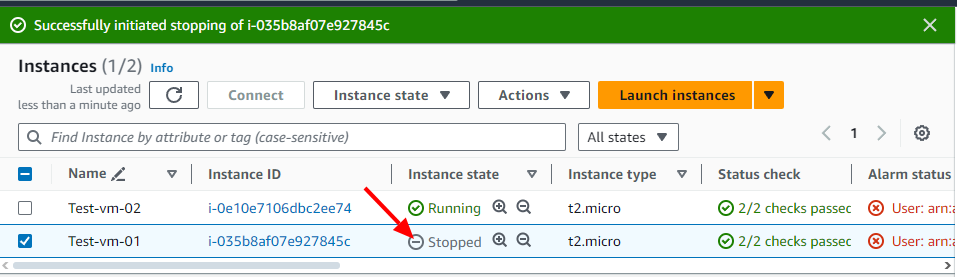 Successfully initiated stopping of i-035b8af07e927845c
Instances (1/2) Info
Last updated
less than a minute ago
Connect
Instance state
Actions
Launch instances
Find Instance by attribute or tag (case-sensitive)
All states
1
Name Instance ID Instance state Instance type Status check Alarm status
Test-vm-02 i-0e10e7106dbc2ee74 Running t2.micro 2/2 checks passec User: arn:a
Test-vm-01 i-035b8af07e927845c Stopped t2.micro 2/2 checks passec User: arn:a